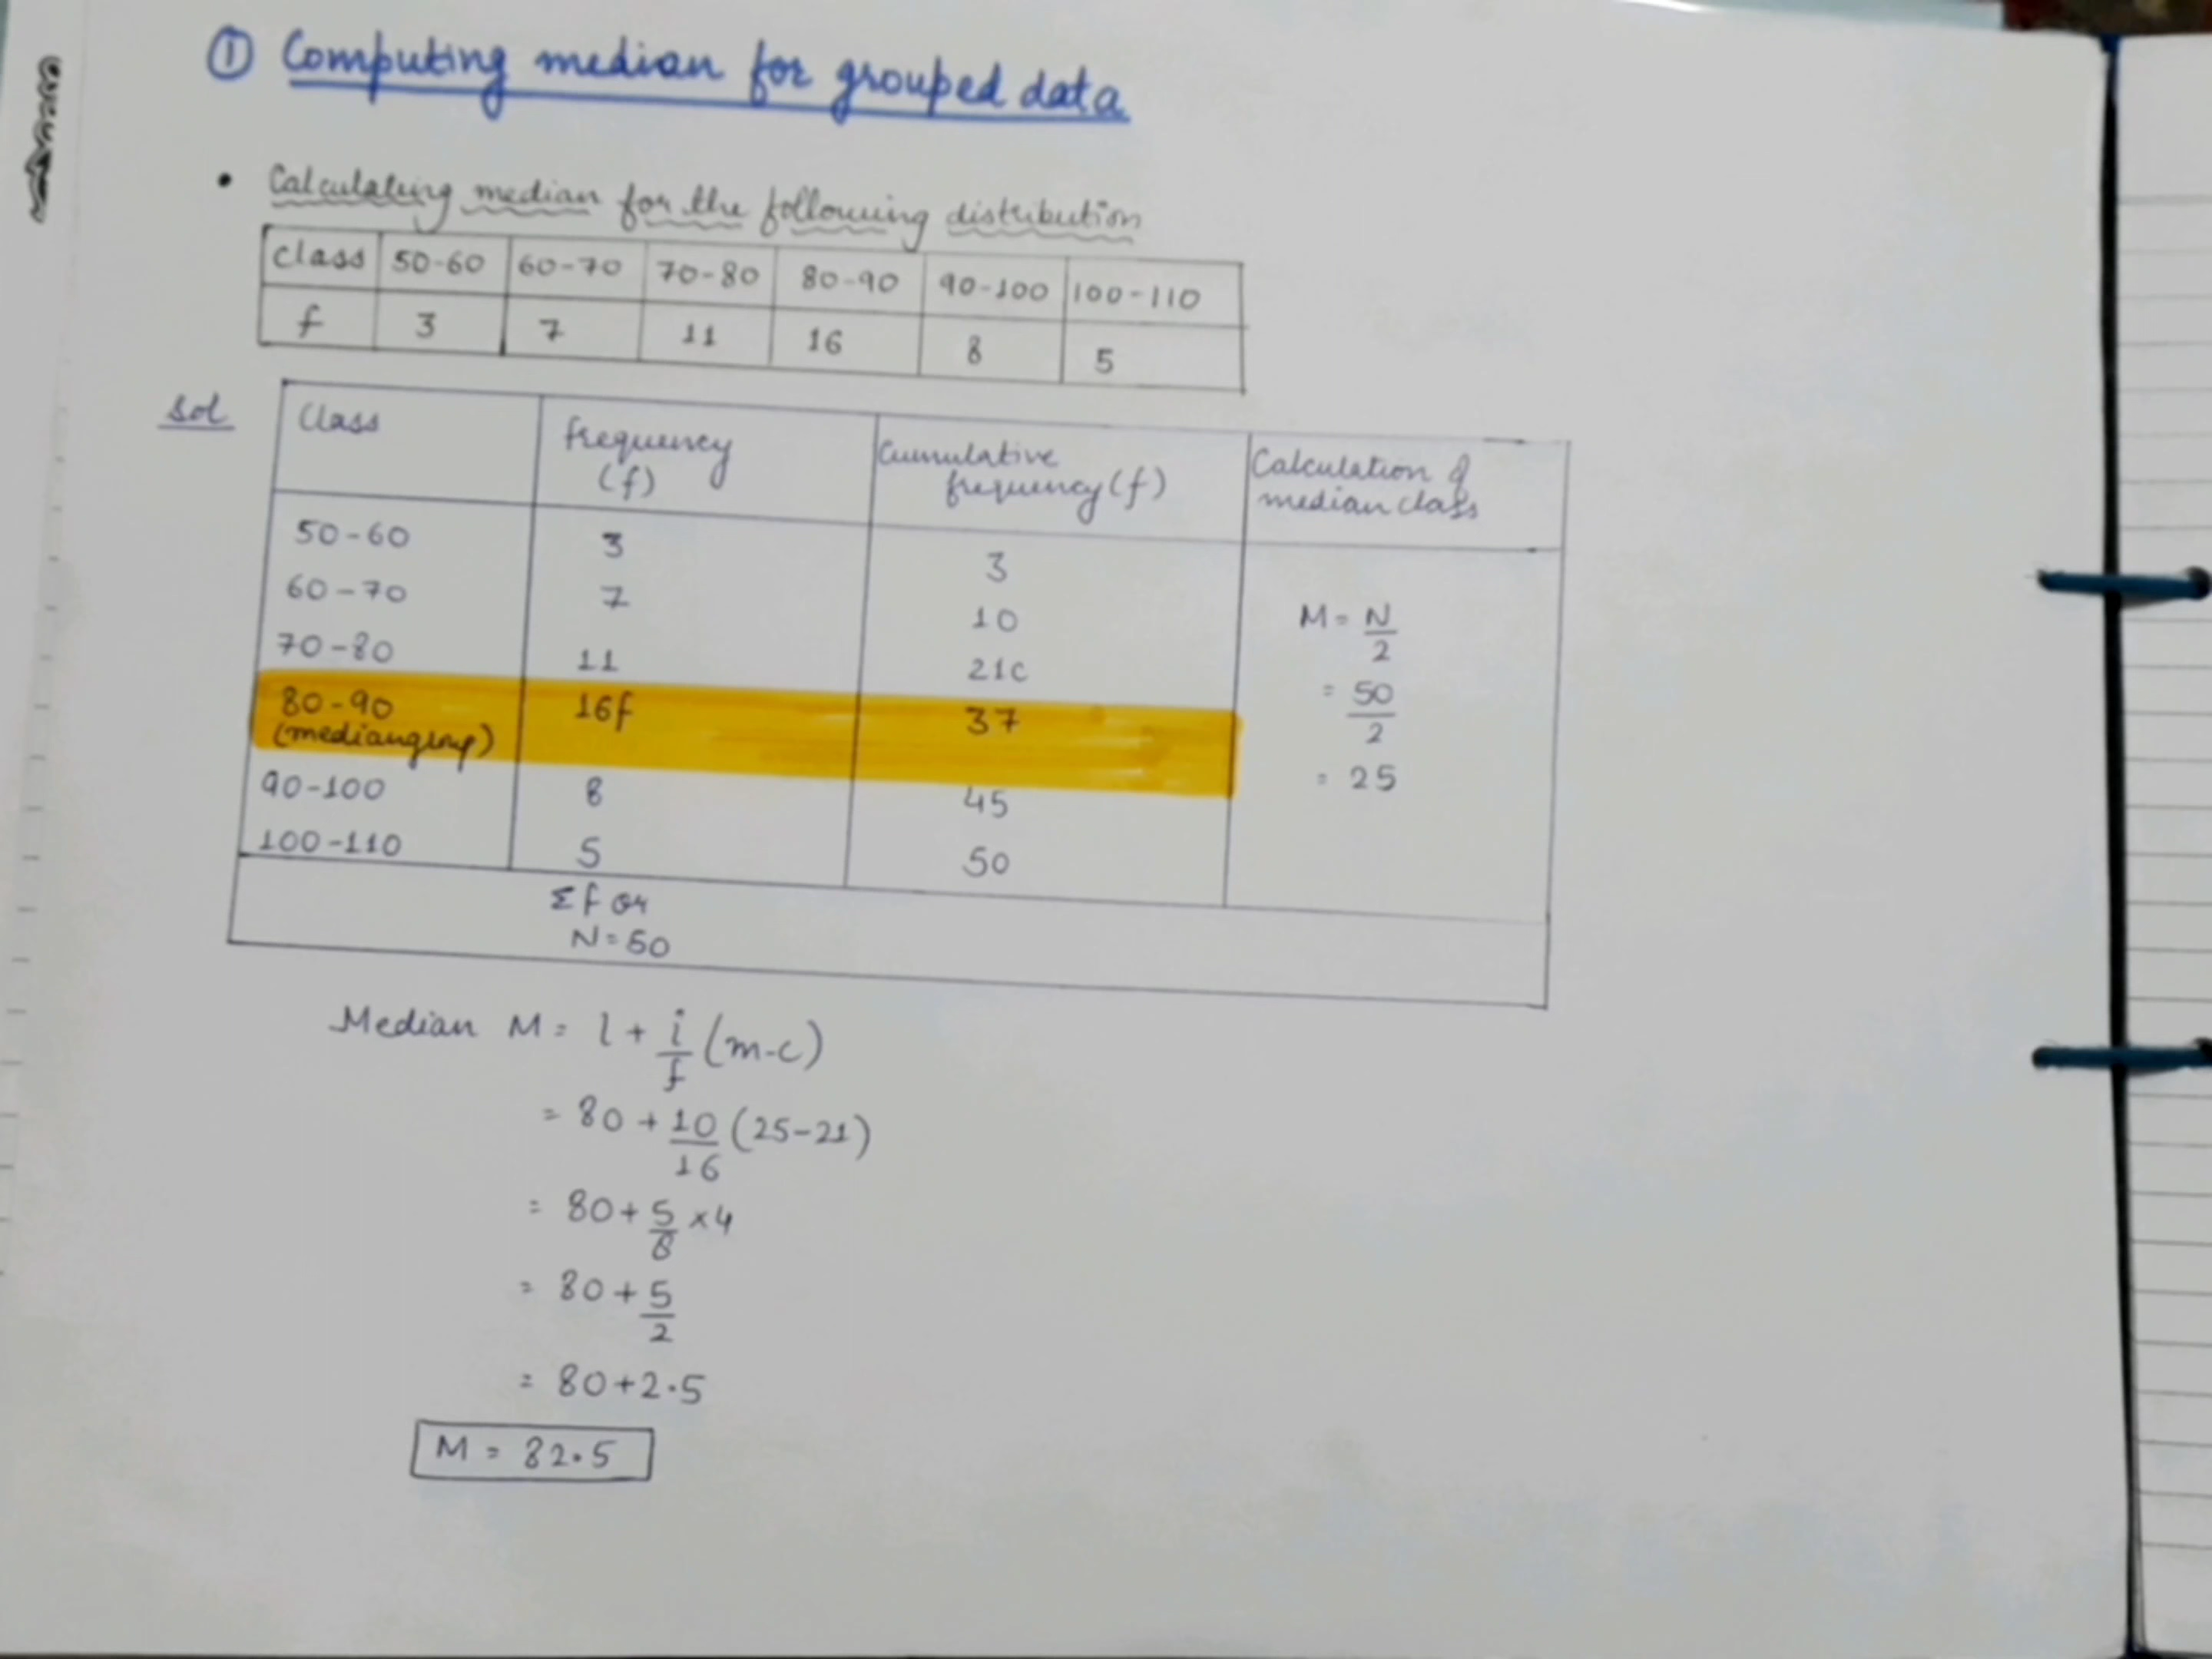 ① Computing median for grouped data
• Calculating median for the following distribution
class 50-60 60-70 70-80 80-90 90-100 100-110
f 3 7 11 16 8 5
Sol
Class frequency (f) Cumulative frequency (f) Calculation of median class
50-60 3 3
60-70 7 10
70-80 11 21c
80-90 (mediangroup) 16f 37
90-100 8 45
100-110 5 50
M = N/2
= 50/2
= 25
Σf or
N = 50
Median M = l + i/f (m-c)
= 80 + 10/16 (25-21)
= 80 + 5/8 × 4
= 80 + 5/2
= 80 + 2.5
M = 82.5